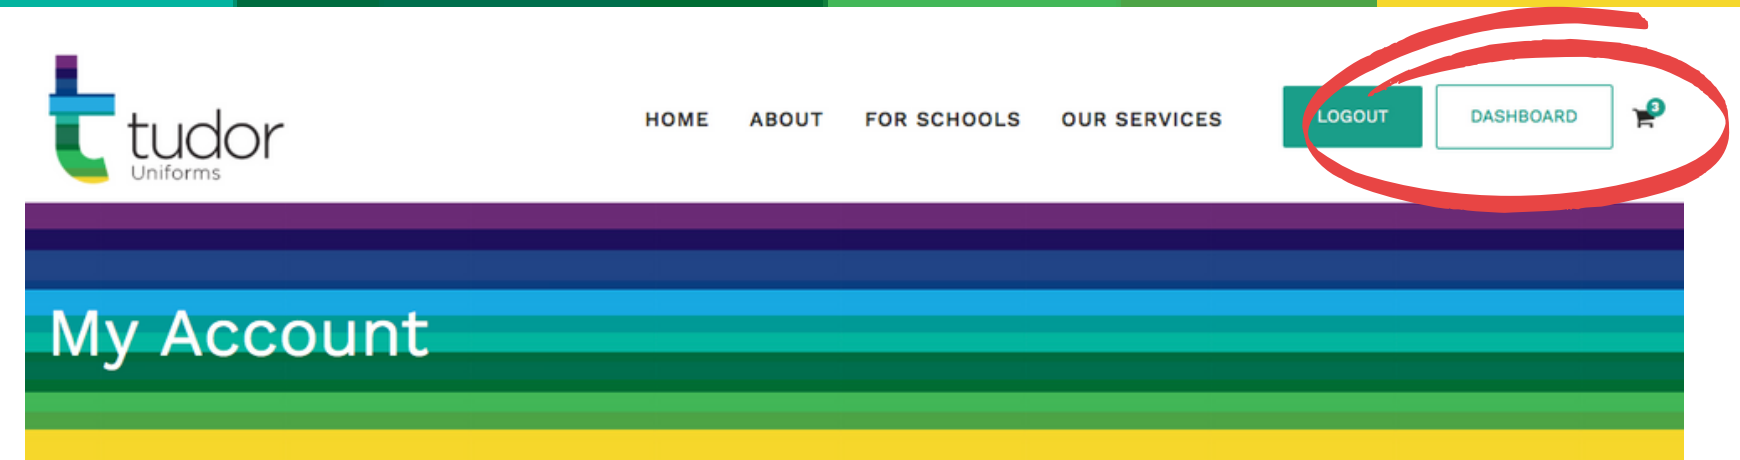 tudor
Uniforms
HOME ABOUT FOR SCHOOLS OUR SERVICES LOGOUT DASHBOARD 3
My Account